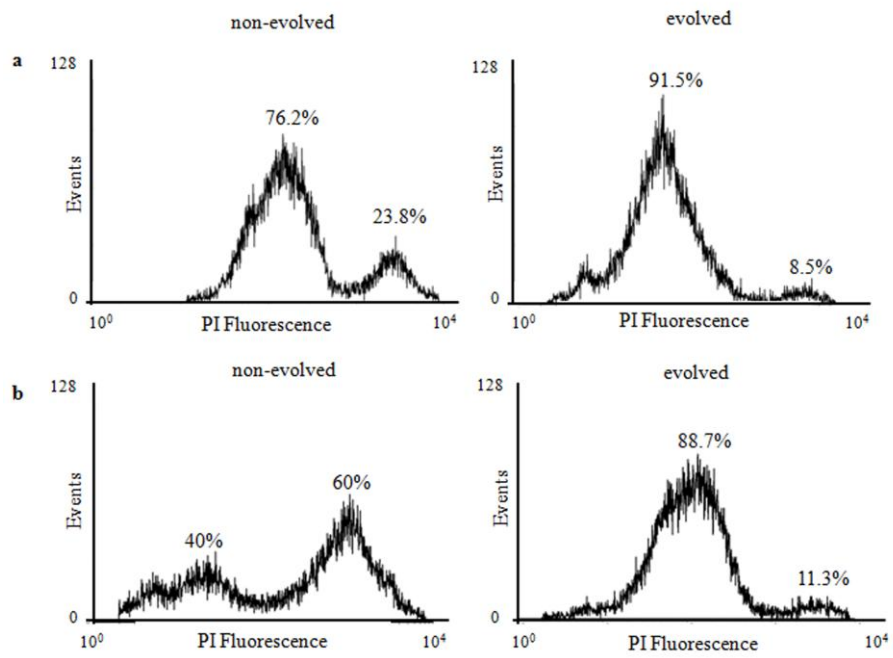 non-evolved
evolved
a
128
128
76.2%
91.5%
23.8%
8.5%
Events
Events
0
0
10⁰
PI Fluorescence
10⁴
10⁰
PI Fluorescence
10⁴
non-evolved
evolved
b
128
128
40%
60%
88.7%
11.3%
Events
Events
0
0
10⁰
PI Fluorescence
10⁴
10⁰
PI Fluorescence
10⁴